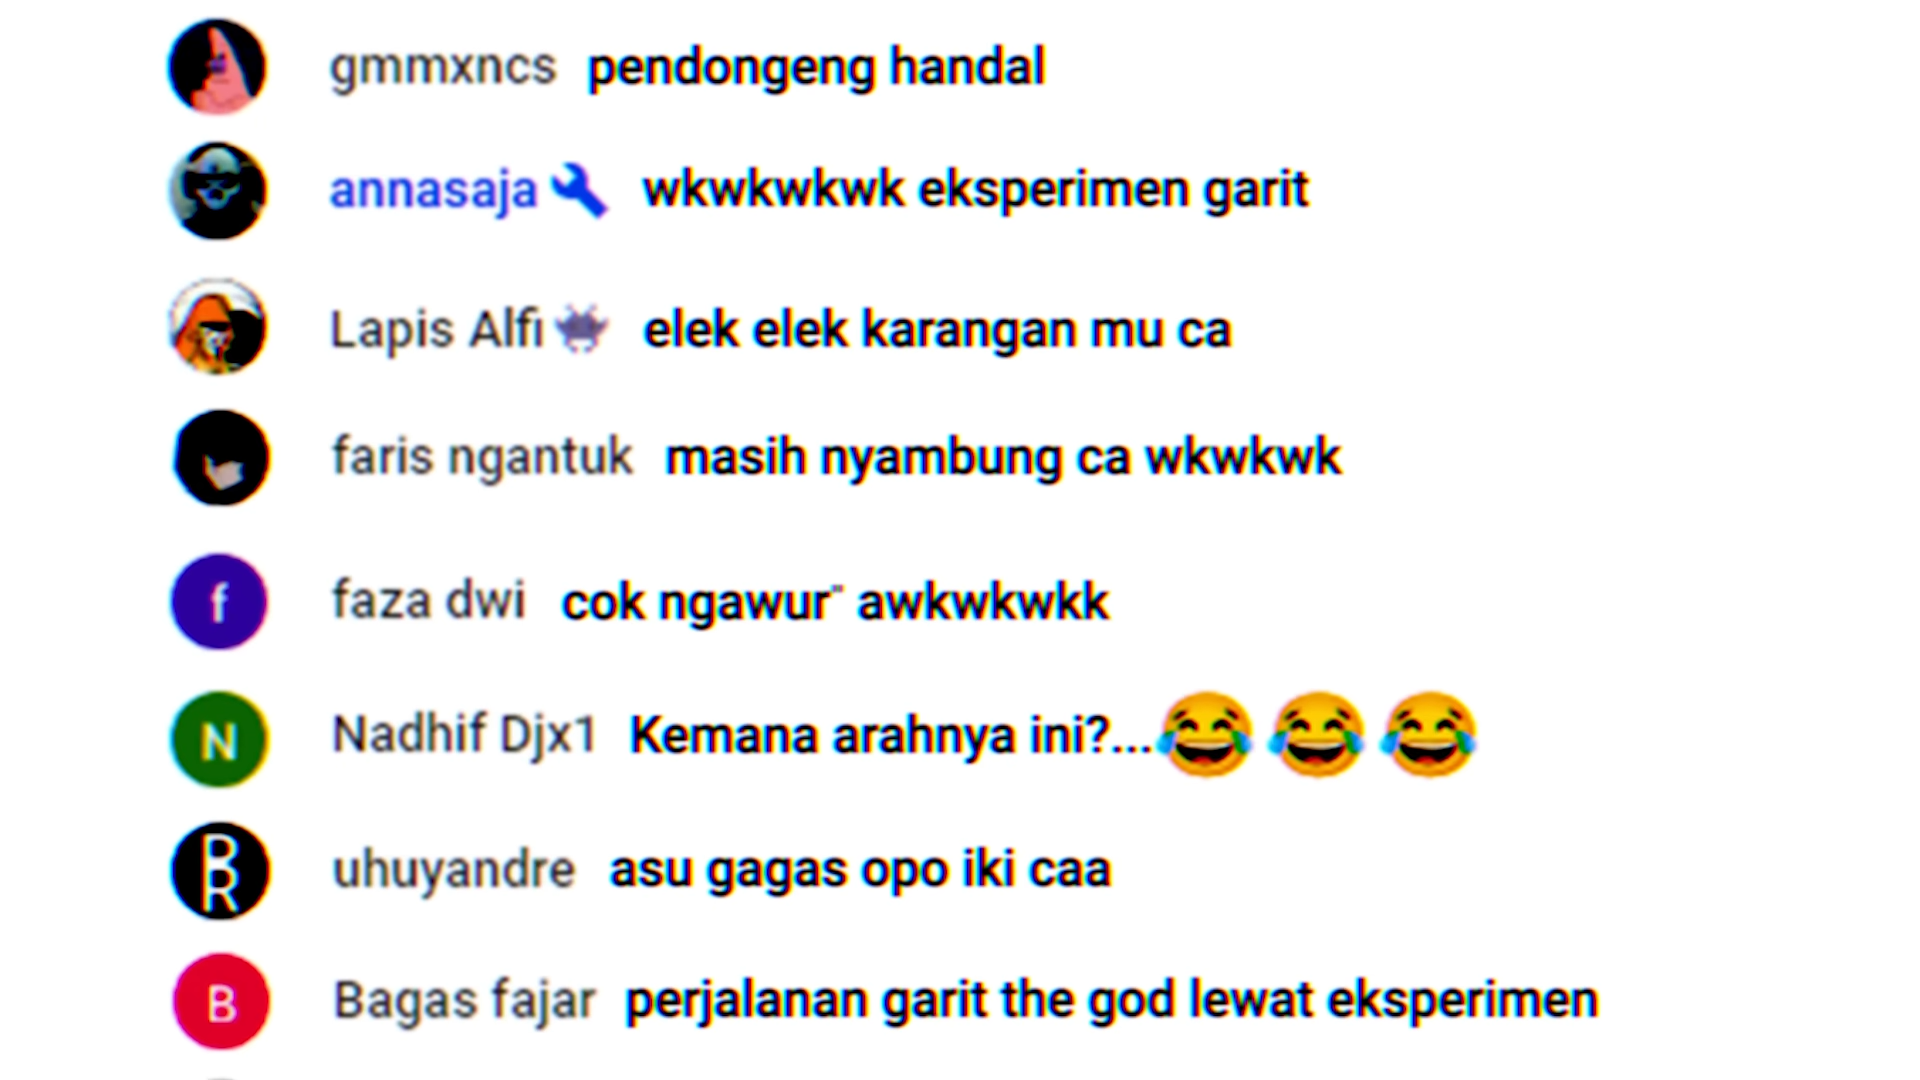 gmmxncs pendongeng handal
annasaja wkwkwkwk eksperimen garit
Lapis Alfi elek elek karangan mu ca
faris ngantuk masih nyambung ca wkwkwk
f faza dwi cok ngawur" awkwkwkk
N Nadhif Djx1 Kemana arahnya ini?...😂😂😂
BR uhuyandre asu gagas opo iki caa
B Bagas fajar perjalanan garit the god lewat eksperimen